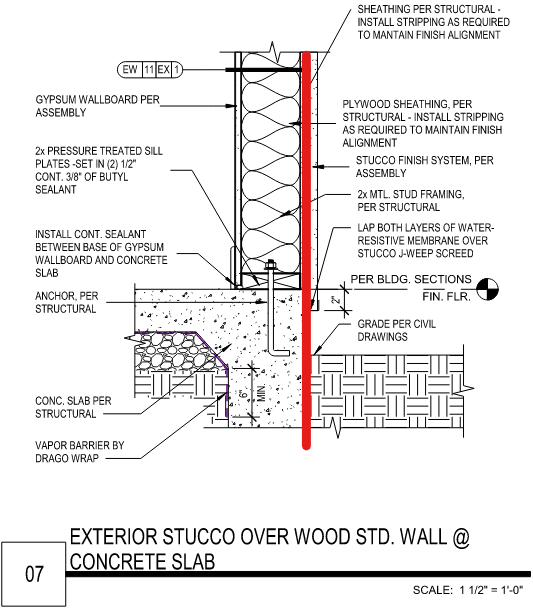 SHEATHING PER STRUCTURAL -
INSTALL STRIPPING AS REQUIRED
TO MANTAIN FINISH ALIGNMENT
EW 11 EX 1
GYPSUM WALLBOARD PER
ASSEMBLY
PLYWOOD SHEATHING, PER
STRUCTURAL - INSTALL STRIPPING
AS REQUIRED TO MAINTAIN FINISH
ALIGNMENT
2x PRESSURE TREATED SILL
PLATES -SET IN (2) 1/2"
CONT. 3/8" OF BUTYL
SEALANT
STUCCO FINISH SYSTEM, PER
ASSEMBLY
2x MTL. STUD FRAMING,
PER STRUCTURAL
LAP BOTH LAYERS OF WATER-
RESISTIVE MEMBRANE OVER
STUCCO J-WEEP SCREED
INSTALL CONT. SEALANT
BETWEEN BASE OF GYPSUM
WALLBOARD AND CONCRETE
SLAB
PER BLDG. SECTIONS
FIN. FLR.
2"
ANCHOR, PER
STRUCTURAL
GRADE PER CIVIL
DRAWINGS
6"
MIN.
CONC. SLAB PER
STRUCTURAL
VAPOR BARRIER BY
DRAGO WRAP
07
EXTERIOR STUCCO OVER WOOD STD. WALL @
CONCRETE SLAB
SCALE: 1 1/2" = 1'-0"